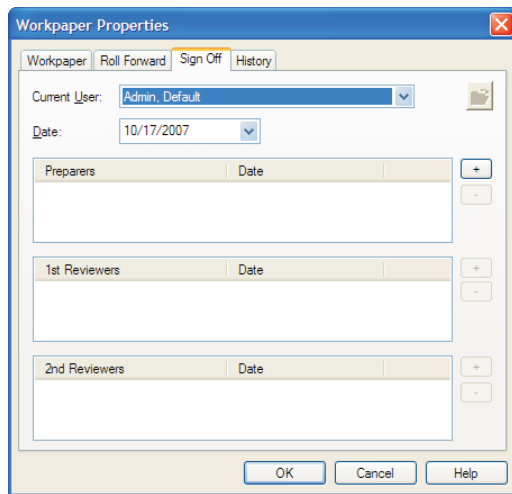 Workpaper Properties
Workpaper Roll Forward Sign Off History
Current User: Admin, Default
Date: 10/17/2007
Preparers Date
+
-
1st Reviewers Date
+
-
2nd Reviewers Date
+
-
OK Cancel Help